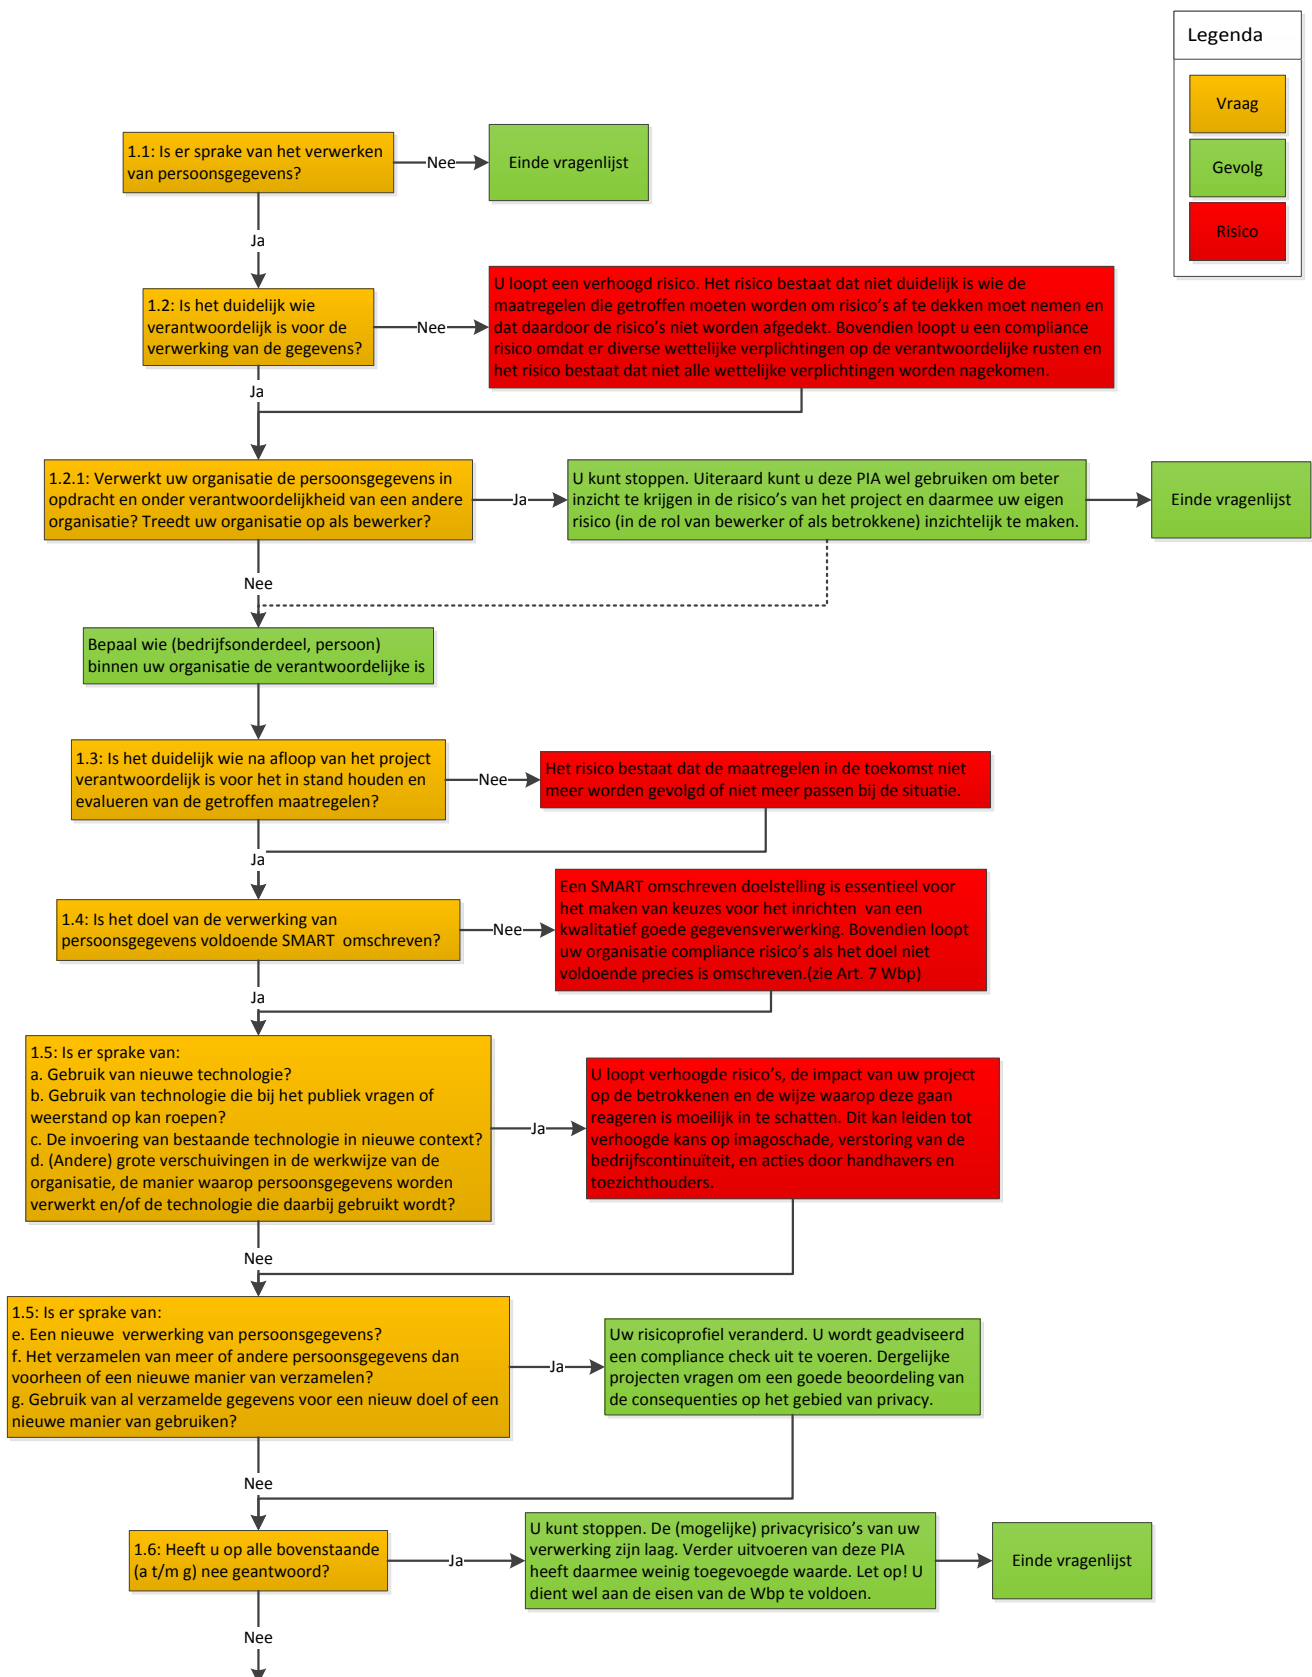 Legenda
Vraag
Gevolg
Risico
1.1: Is er sprake van het verwerken
van persoonsgegevens?
Nee
Einde vragenlijst
Ja
1.2: Is het duidelijk wie
verantwoordelijk is voor de
verwerking van de gegevens?
Nee
U loopt een verhoogd risico. Het risico bestaat dat niet duidelijk is wie de
maatregelen die getroffen moeten worden om risico's af te dekken moet nemen en
dat daardoor de risico's niet worden afgedekt. Bovendien loopt u een compliance
risico omdat er diverse wettelijke verplichtingen op de verantwoordelijke rusten en
het risico bestaat dat niet alle wettelijke verplichtingen worden nagekomen.
Ja
1.2.1: Verwerkt uw organisatie de persoonsgegevens in
opdracht en onder verantwoordelijkheid van een andere
organisatie? Treedt uw organisatie op als bewerker?
Ja
U kunt stoppen. Uiteraard kunt u deze PIA wel gebruiken om beter
inzicht te krijgen in de risico's van het project en daarmee uw eigen
risico (in de rol van bewerker of als betrokkene) inzichtelijk te maken.
Einde vragenlijst
Nee
Bepaal wie (bedrijfsonderdeel, persoon)
binnen uw organisatie de verantwoordelijke is
1.3: Is het duidelijk wie na afloop van het project
verantwoordelijk is voor het in stand houden en
evalueren van de getroffen maatregelen?
Nee
Het risico bestaat dat de maatregelen in de toekomst niet
meer worden gevolgd of niet meer passen bij de situatie.
Ja
1.4: Is het doel van de verwerking van
persoonsgegevens voldoende SMART  omschreven?
Nee
Een SMART omschreven doelstelling is essentieel voor
het maken van keuzes voor het inrichten  van een
kwalitatief goede gegevensverwerking. Bovendien loopt
uw organisatie compliance risico's als het doel niet
voldoende precies is omschreven.(zie Art. 7 Wbp)
Ja
1.5: Is er sprake van:
a. Gebruik van nieuwe technologie?
b. Gebruik van technologie die bij het publiek vragen of
weerstand op kan roepen?
c. De invoering van bestaande technologie in nieuwe context?
d. (Andere) grote verschuivingen in de werkwijze van de
organisatie, de manier waarop persoonsgegevens worden
verwerkt en/of de technologie die daarbij gebruikt wordt?
Ja
U loopt verhoogde risico's, de impact van uw project
op de betrokkenen en de wijze waarop deze gaan
reageren is moeilijk in te schatten. Dit kan leiden tot
verhoogde kans op imagoschade, verstoring van de
bedrijfscontinuïteit, en acties door handhavers en
toezichthouders.
Nee
1.5: Is er sprake van:
e. Een nieuwe  verwerking van persoonsgegevens?
f. Het verzamelen van meer of andere persoonsgegevens dan
voorheen of een nieuwe manier van verzamelen?
g. Gebruik van al verzamelde gegevens voor een nieuw doel of een
nieuwe manier van gebruiken?
Ja
Uw risicoprofiel veranderd. U wordt geadviseerd
een compliance check uit te voeren. Dergelijke
projecten vragen om een goede beoordeling van
de consequenties op het gebied van privacy.
Nee
1.6: Heeft u op alle bovenstaande
(a t/m g) nee geantwoord?
Ja
U kunt stoppen. De (mogelijke) privacyrisico's van uw
verwerking zijn laag. Verder uitvoeren van deze PIA
heeft daarmee weinig toegevoegde waarde. Let op! U
dient wel aan de eisen van de Wbp te voldoen.
Einde vragenlijst
Nee